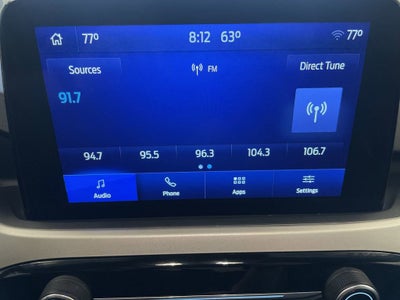 77° 8:12 63° 77°
Sources FM Direct Tune
91.7
94.7 95.5 96.3 104.3 106.7
Audio Phone Apps Settings